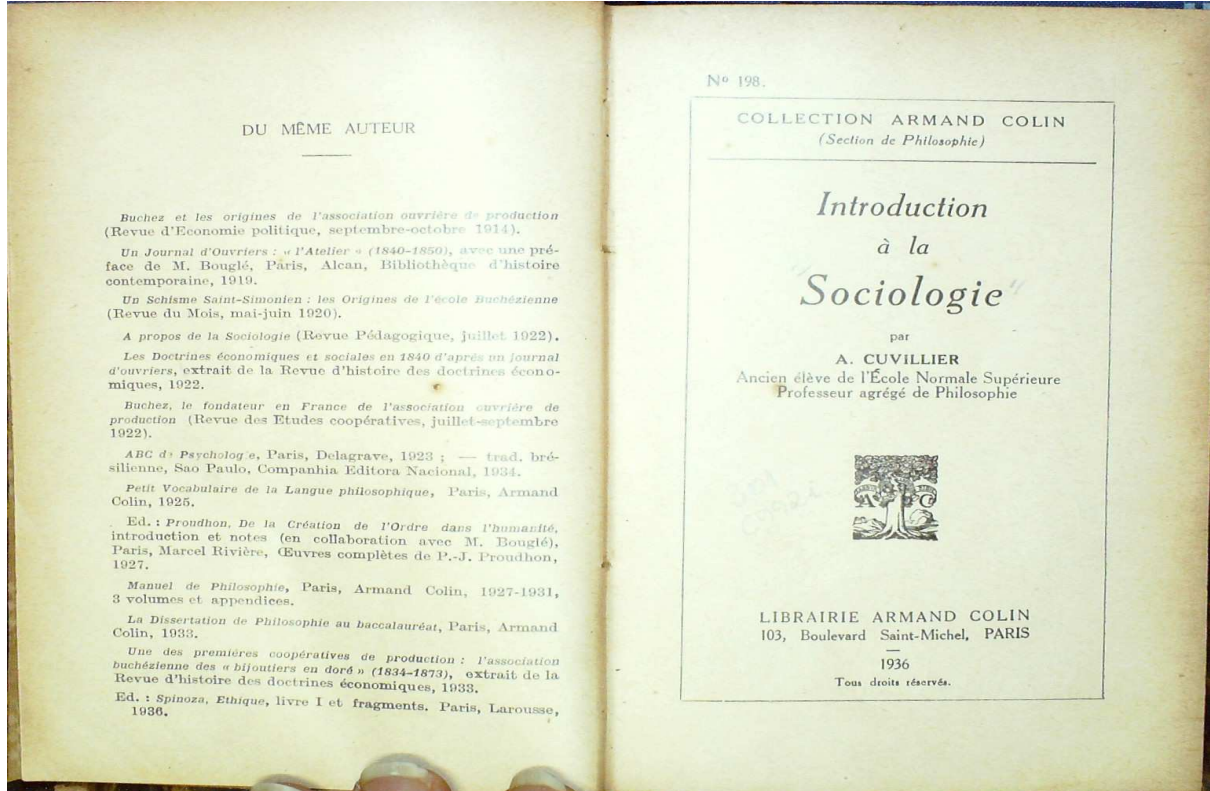 DU MÊME AUTEUR
Buchez et les origines de l'association ouvrière de production
(Revue d'Economie politique, septembre-octobre 1914).
Un Journal d'Ouvriers : « l'Atelier » (1840-1850), avec une pré-
face de M. Bouglé, Paris, Alcan, Bibliothèque d'histoire
contemporaine, 1919.
Un Schisme Saint-Simonien : les Origines de l'école Buchézienne
(Revue du Mois, mai-juin 1920).
A propos de la Sociologie (Revue Pédagogique, juillet 1922).
Les Doctrines économiques et sociales en 1840 d'après un journal
d'ouvriers, extrait de la Revue d'histoire des doctrines écono-
miques, 1922.
Buchez, le fondateur en France de l'association ouvrière de
production (Revue des Etudes coopératives, juillet-septembre
1922).
ABC de Psychologie, Paris, Delagrave, 1923 ; — trad. bré-
silienne, Sao Paulo, Companhia Editora Nacional, 1934.
Petit Vocabulaire de la Langue philosophique, Paris, Armand
Colin, 1925.
Ed. : Proudhon, De la Création de l'Ordre dans l'humanité,
introduction et notes (en collaboration avec M. Bouglé),
Paris, Marcel Rivière, Œuvres complètes de P.-J. Proudhon,
1927.
Manuel de Philosophie, Paris, Armand Colin, 1927-1931,
3 volumes et appendices.
La Dissertation de Philosophie au baccalauréat, Paris, Armand
Colin, 1933.
Une des premières coopératives de production : l'association
buchézienne des « bijoutiers en doré » (1834-1873), extrait de la
Revue d'histoire des doctrines économiques, 1933.
Ed. : Spinoza, Ethique, livre I et fragments. Paris, Larousse,
1936.
Nº 198.
COLLECTION ARMAND COLIN
(Section de Philosophie)
Introduction
à la
Sociologie
par
A. CUVILLIER
Ancien élève de l'École Normale Supérieure
Professeur agrégé de Philosophie
A C
LIBRAIRIE ARMAND COLIN
103, Boulevard Saint-Michel, PARIS
1936
Tous droits réservés.